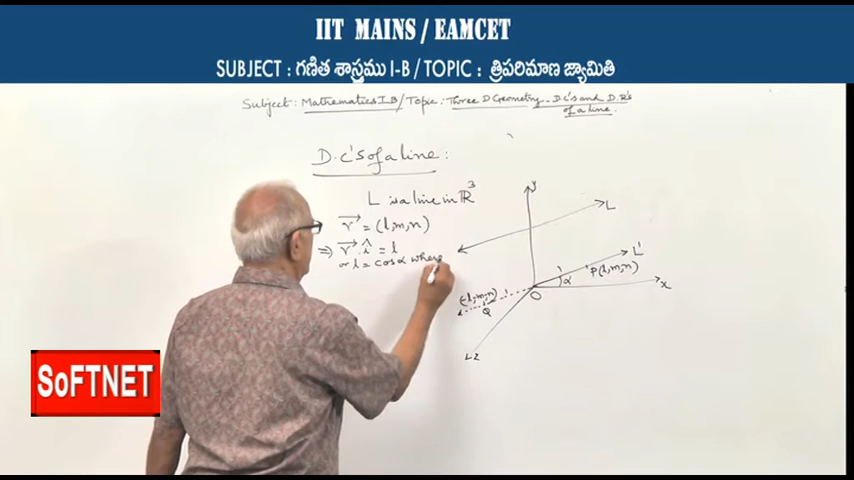 IIT MAINS / EAMCET
SUBJECT : గణిత శాస్త్రము I-B / TOPIC : త్రిపరిమాణ జ్యామితి
Subject: Mathematics I B / Topic: Three D Geometry - D.C's and D.R's
of a line.
D.C's of a line:
L is a line in ℝ³
r⃗ = (l, m, n)
⇒ r⃗ . î = l
or l = cos α where
y
L
L'
P(l, m, n)
α
x
O
(-l, m, n)
Q
Z
SoFTNET